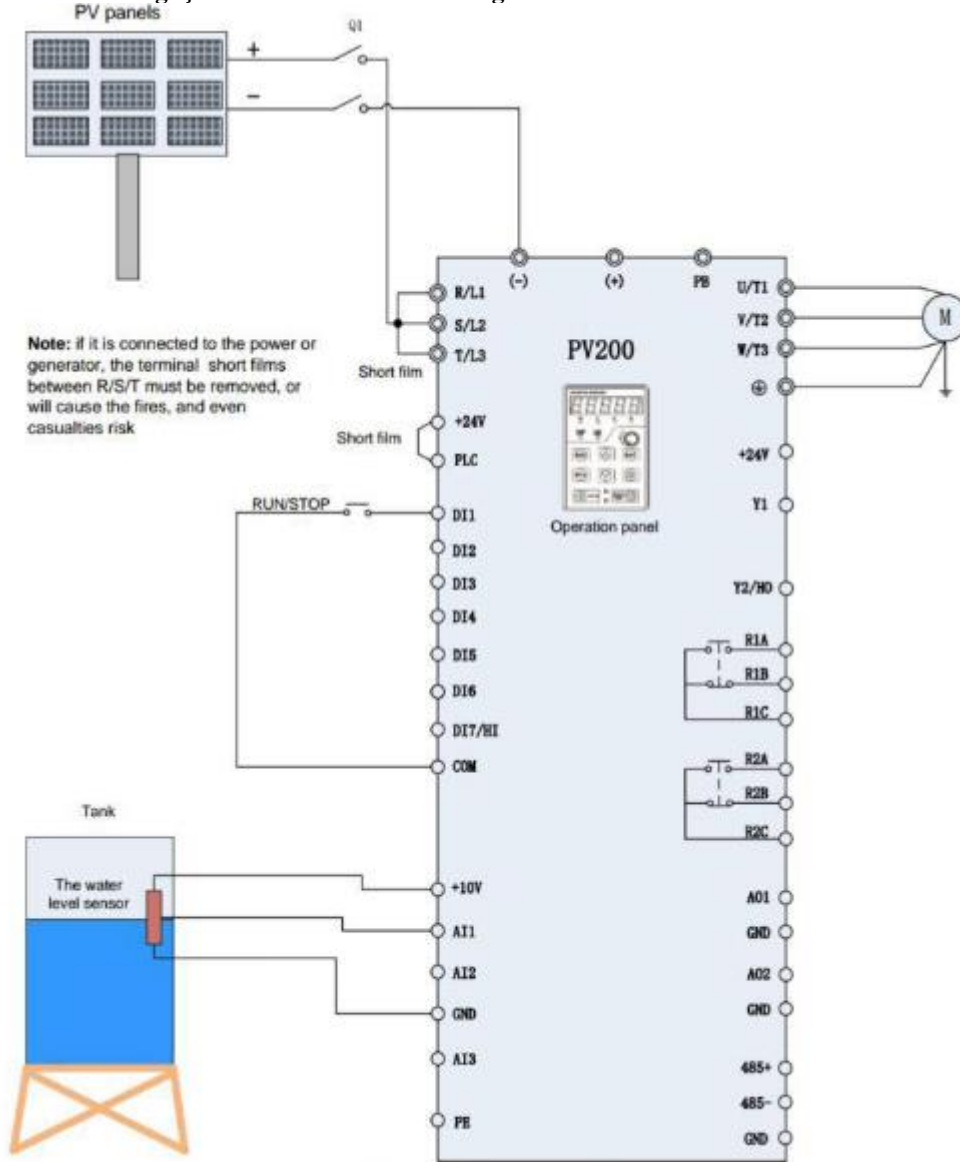 PV panels
Q1
+
-
(-)
(+)
PB
R/L1
S/L2
T/L3
Short film
Note: if it is connected to the power or
generator, the terminal short films
between R/S/T must be removed, or
will cause the fires, and even
casualties risk
PV200
U/T1
V/T2
W/T3
M
+24V
Short film
PLC
Operation panel
+24V
Y1
RUN/STOP
DI1
DI2
DI3
DI4
DI5
DI6
DI7/HI
COM
Y2/HO
R1A
R1B
R1C
R2A
R2B
R2C
Tank
The water
level sensor
+10V
AI1
AI2
GND
AI3
PE
AO1
GND
AO2
GND
485+
485-
GND